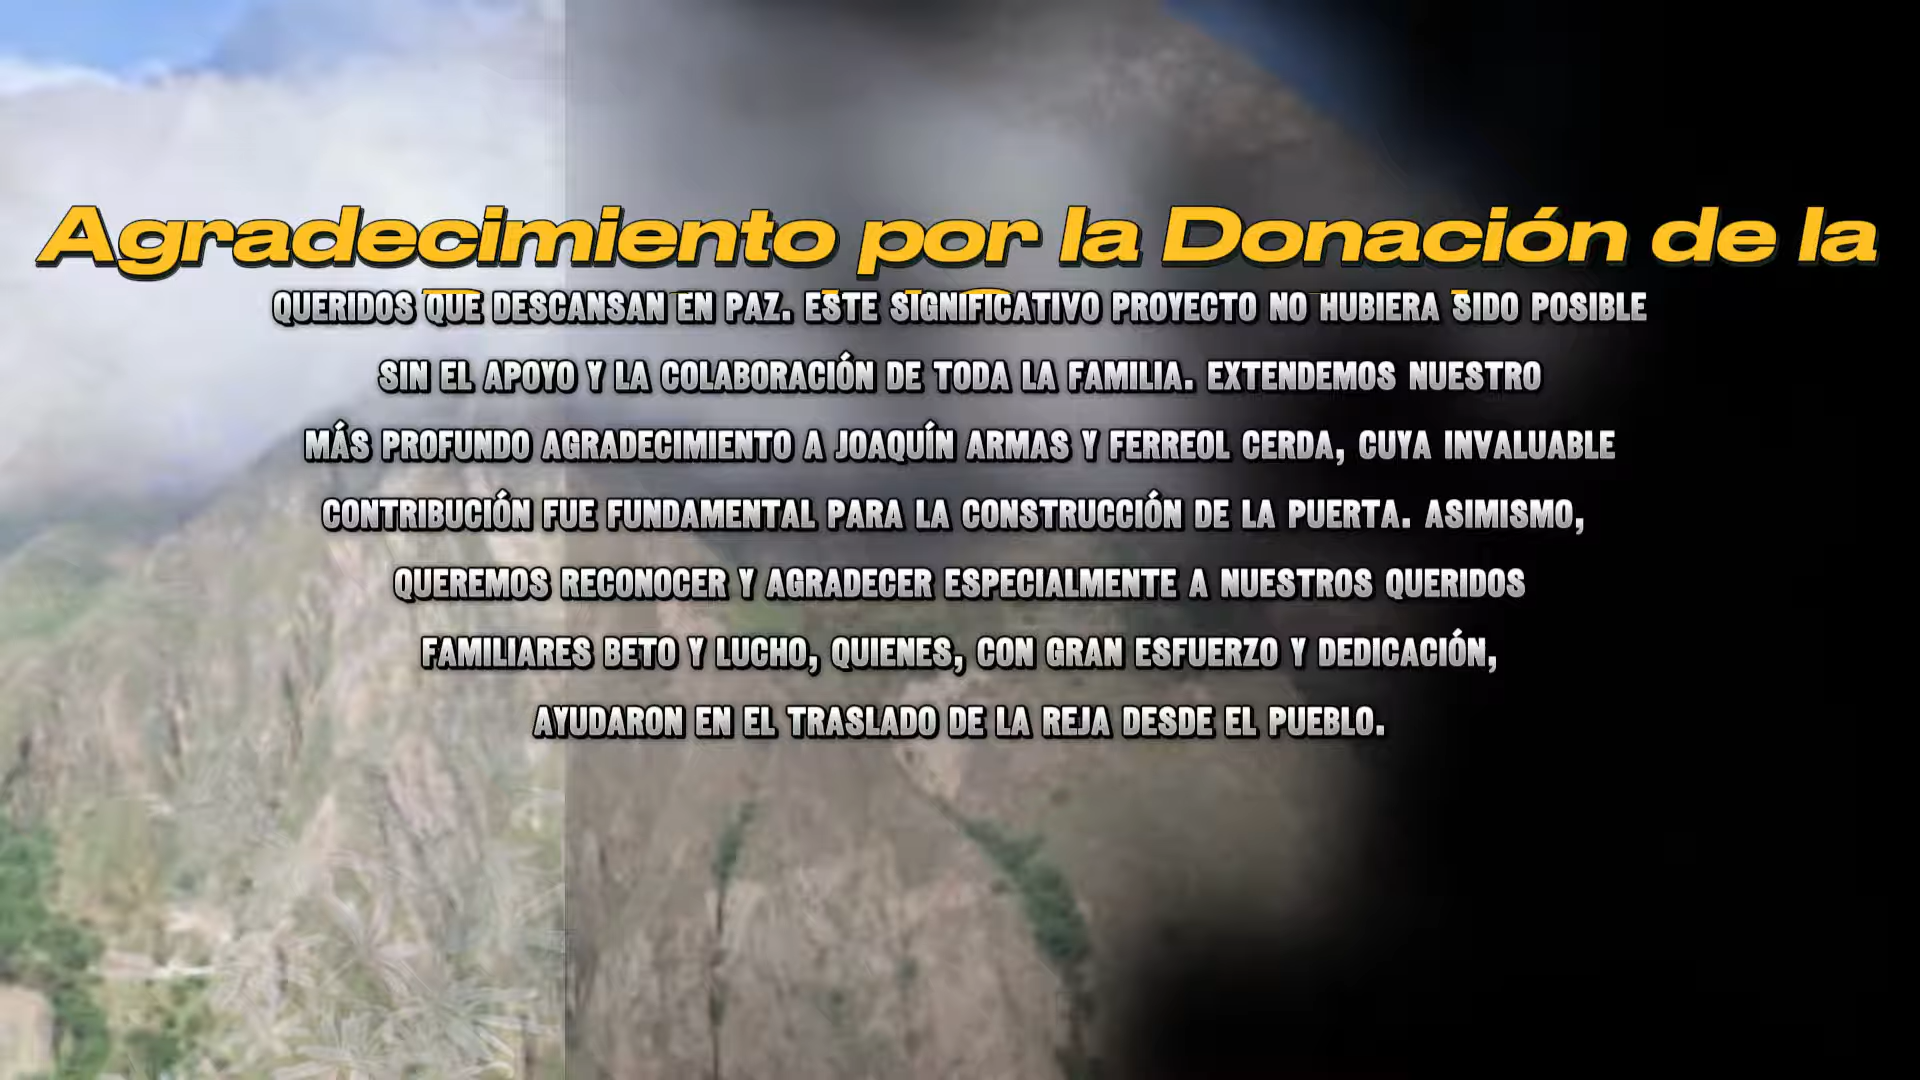 Agradecimiento por la Donación de la
QUERIDOS QUE DESCANSAN EN PAZ. ESTE SIGNIFICATIVO PROYECTO NO HUBIERA SIDO POSIBLE
SIN EL APOYO Y LA COLABORACIÓN DE TODA LA FAMILIA. EXTENDEMOS NUESTRO
MÁS PROFUNDO AGRADECIMIENTO A JOAQUÍN ARMAS Y FERREOL CERDA, CUYA INVALUABLE
CONTRIBUCIÓN FUE FUNDAMENTAL PARA LA CONSTRUCCIÓN DE LA PUERTA. ASIMISMO,
QUEREMOS RECONOCER Y AGRADECER ESPECIALMENTE A NUESTROS QUERIDOS
FAMILIARES BETO Y LUCHO, QUIENES, CON GRAN ESFUERZO Y DEDICACIÓN,
AYUDARON EN EL TRASLADO DE LA REJA DESDE EL PUEBLO.